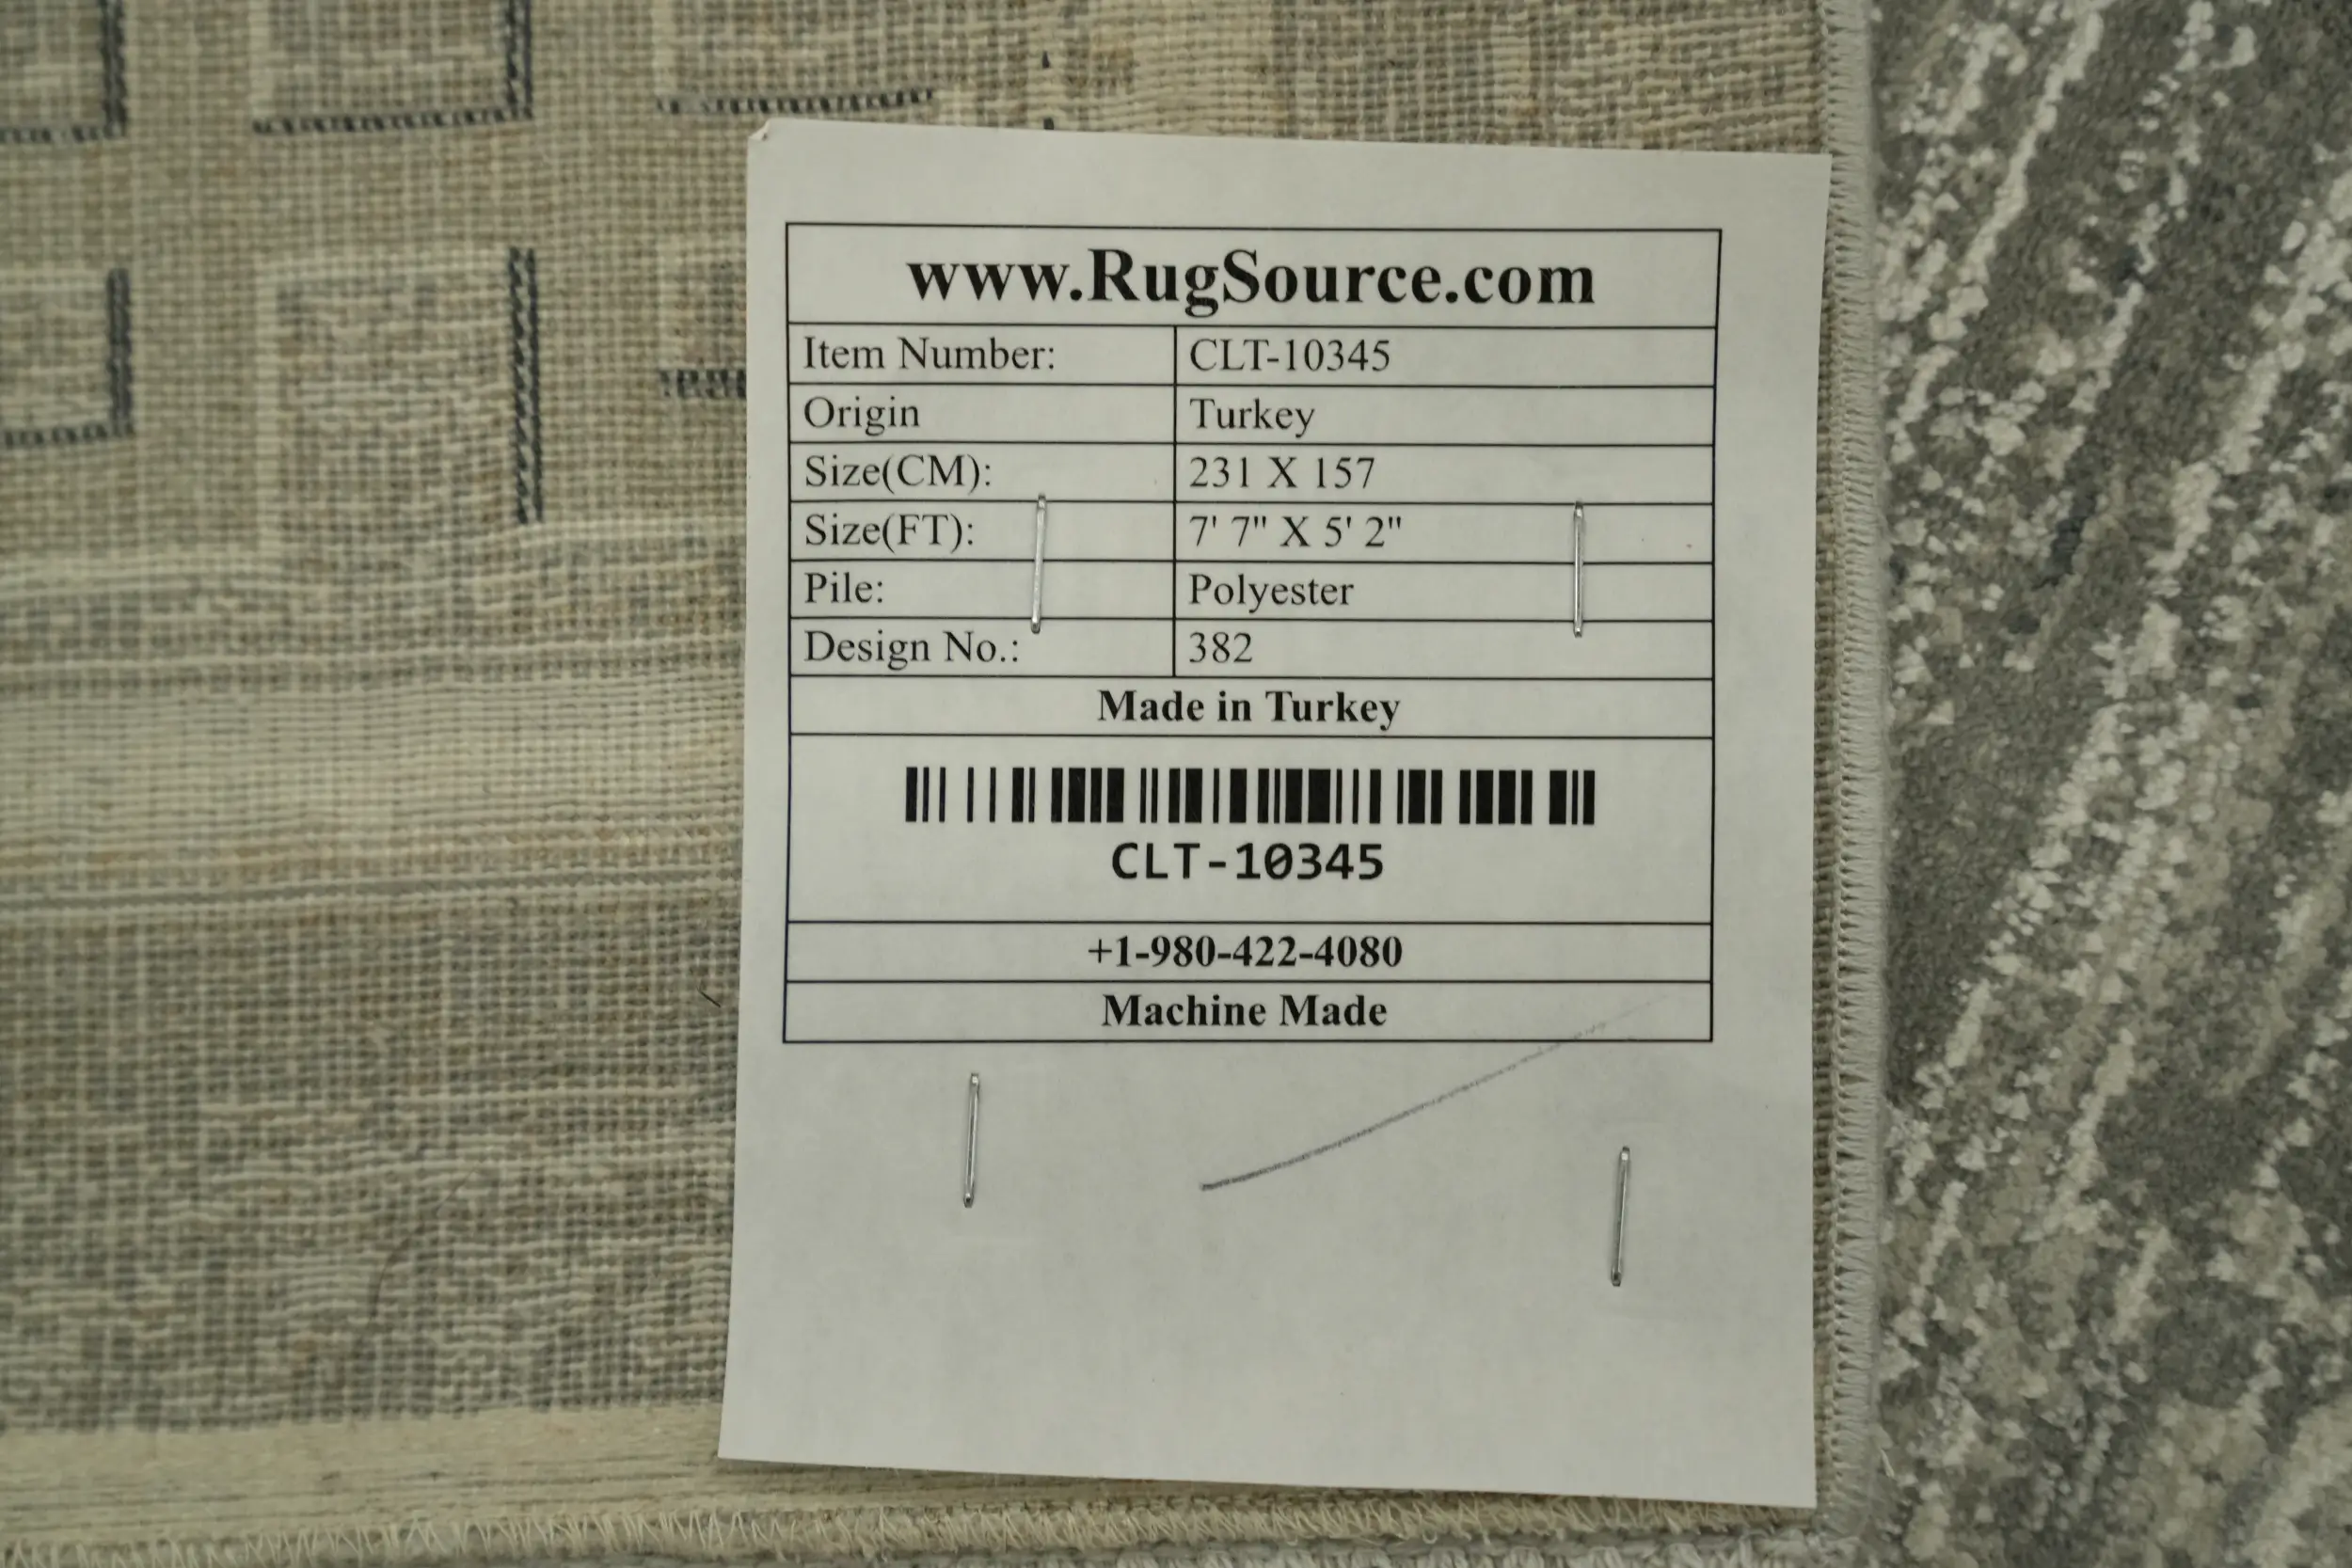 www.RugSource.com
Item Number: CLT-10345
Origin Turkey
Size(CM): 231 X 157
Size(FT): 7' 7" X 5' 2"
Pile: Polyester
Design No.: 382
Made in Turkey
CLT-10345
+1-980-422-4080
Machine Made